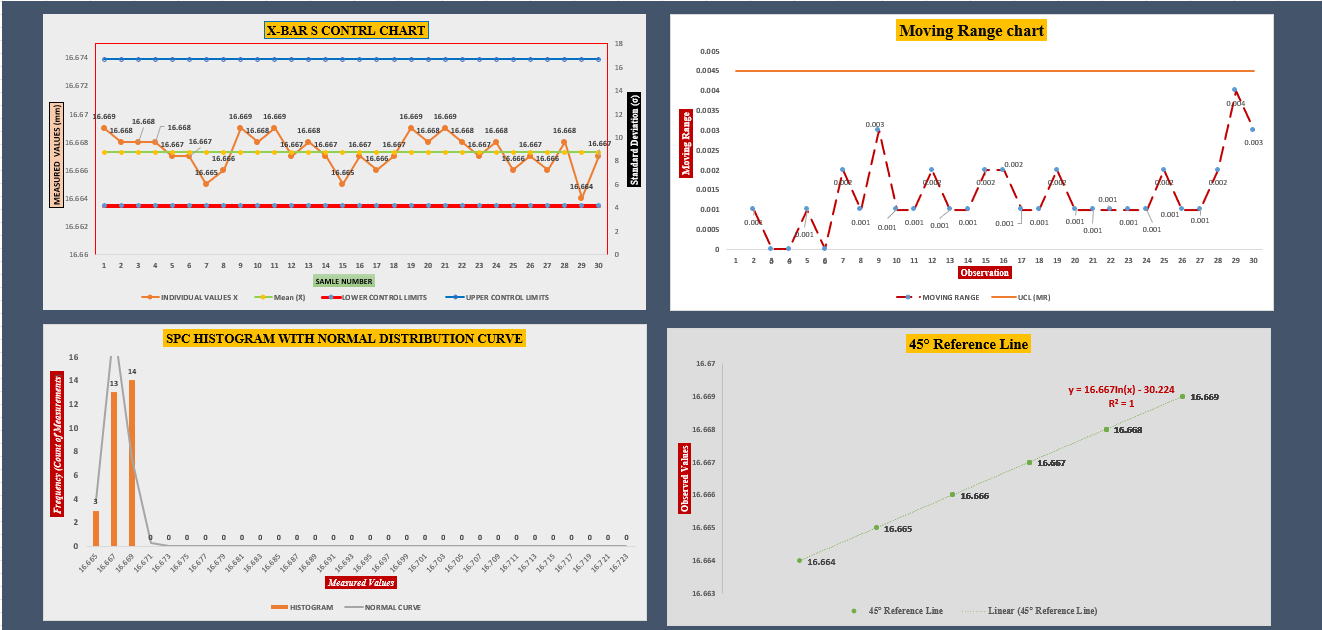 X-BAR S CONTRL CHART
MEASURED VALUES (mm)
16.674
16.672
16.67
16.668
16.666
16.664
16.662
16.66
18
16
14
12
10
8
6
4
2
0
Standard Deviation (σ)
16.669 16.668 16.668 16.668 16.667 16.667 16.665 16.666 16.669 16.668 16.669 16.667 16.668 16.667 16.665 16.667 16.666 16.667 16.669 16.668 16.669 16.668 16.667 16.668 16.666 16.667 16.666 16.668 16.664 16.667
1 2 3 4 5 6 7 8 9 10 11 12 13 14 15 16 17 18 19 20 21 22 23 24 25 26 27 28 29 30
SAMLE NUMBER
INDIVIDUAL VALUES X Mean (X̄) LOWER CONTROL LIMITS UPPER CONTROL LIMITS
Moving Range chart
Moving Range
0.005
0.0045
0.004
0.0035
0.003
0.0025
0.002
0.0015
0.001
0.0005
0
0.001 0 0 0.001 0 0.002 0.001 0.003 0.001 0.001 0.002 0.001 0.001 0.002 0.002 0.001 0.001 0.002 0.001 0.001 0.001 0.001 0.001 0.002 0.001 0.001 0.002 0.004 0.003
1 2 3 4 5 6 7 8 9 10 11 12 13 14 15 16 17 18 19 20 21 22 23 24 25 26 27 28 29 30
Observation
MOVING RANGE UCL (MR)
SPC HISTOGRAM WITH NORMAL DISTRIBUTION CURVE
Frequency (Count of Measurements
16
14
12
10
8
6
4
2
0
3 13 14 0 0 0 0 0 0 0 0 0 0 0 0 0 0 0 0 0 0 0 0 0 0 0 0 0 0 0
16.665 16.667 16.669 16.671 16.673 16.675 16.677 16.679 16.681 16.683 16.685 16.687 16.689 16.691 16.693 16.695 16.697 16.699 16.701 16.703 16.705 16.707 16.709 16.711 16.713 16.715 16.717 16.719 16.721 16.723
Measured Values
HISTOGRAM NORMAL CURVE
45° Reference Line
Observed Values
16.67
16.669
16.668
16.667
16.666
16.665
16.664
16.663
y = 16.667ln(x) - 30.224
R² = 1
16.669
16.668
16.667
16.666
16.665
16.664
45° Reference Line Linear (45° Reference Line)